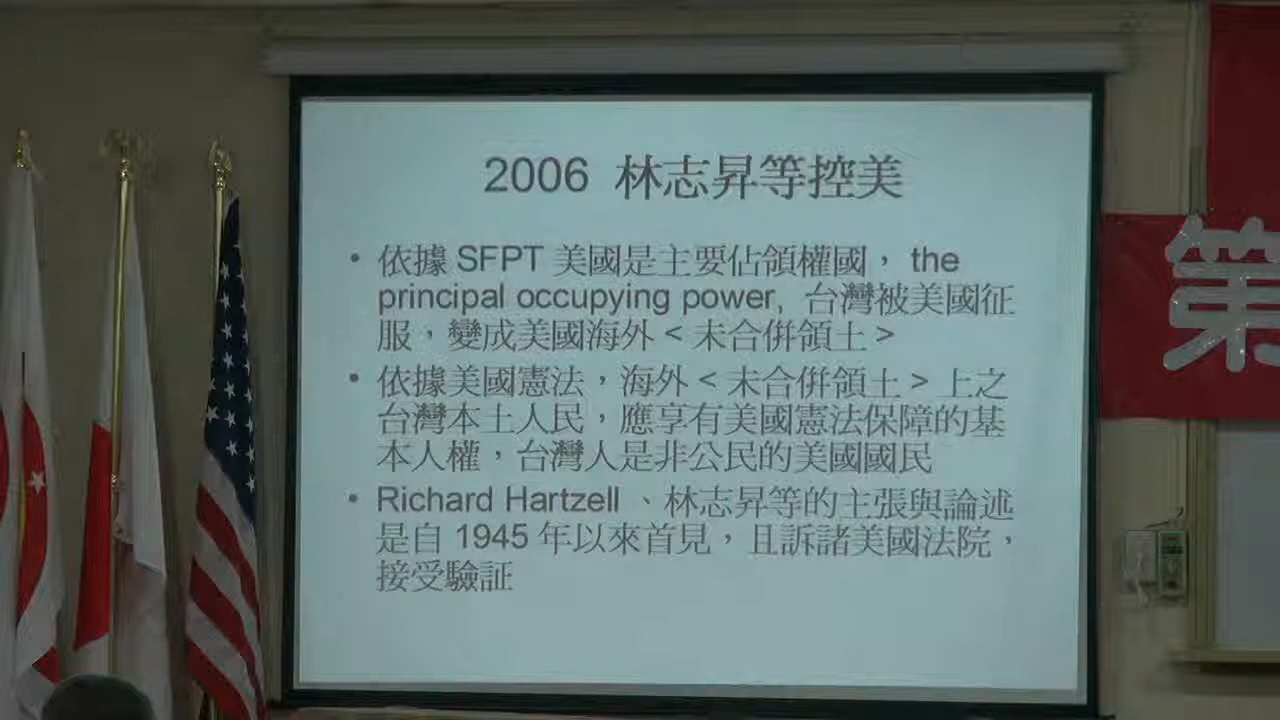 2006 林志昇等控美
• 依據 SFPT 美國是主要佔領權國， the
principal occupying power, 台灣被美國征
服，變成美國海外 < 未合併領土 >
• 依據美國憲法，海外 < 未合併領土 > 上之
台灣本土人民，應享有美國憲法保障的基
本人權，台灣人是非公民的美國國民
• Richard Hartzell 、林志昇等的主張與論述
是自 1945 年以來首見，且訴諸美國法院，
接受驗証
第